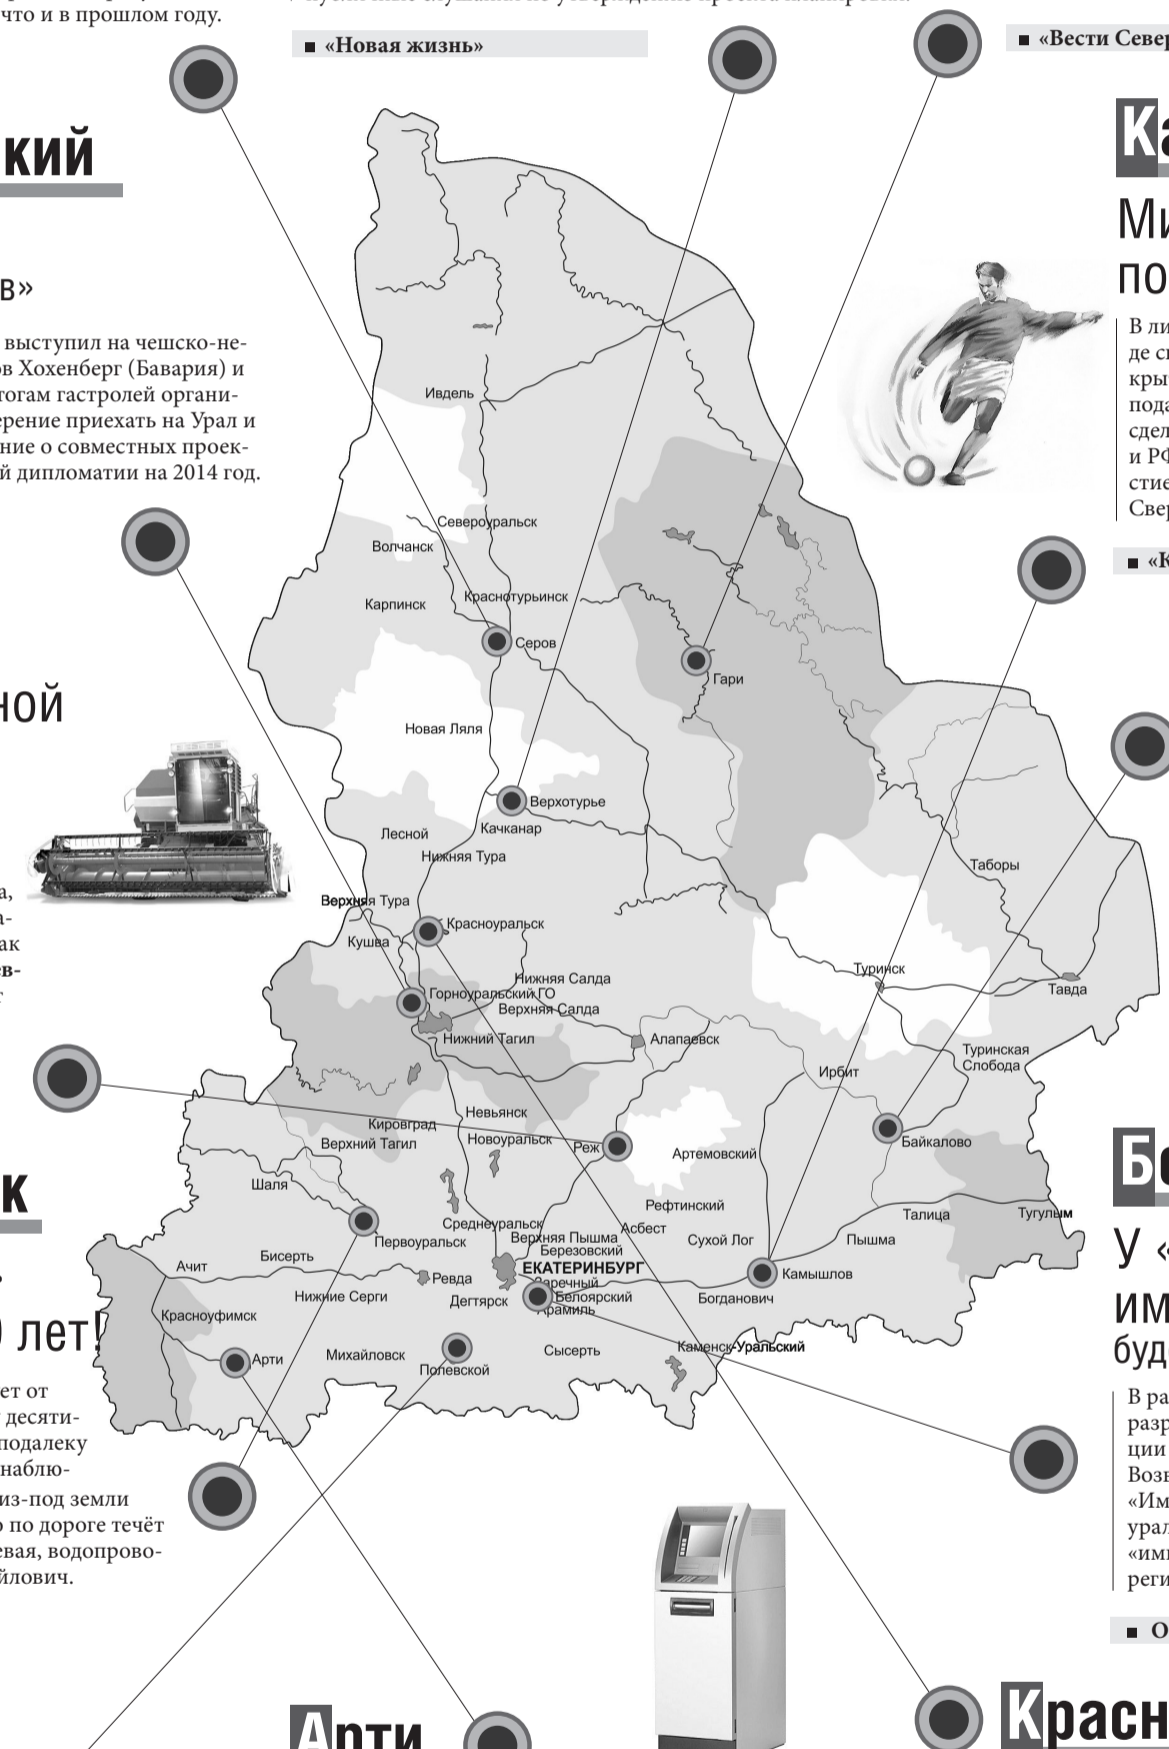 что и в прошлом году.
■ «Новая жизнь»
■ «Вести Север
кий
в»
выступил на чешско-не-
ов Хохенберг (Бавария) и
тогам гастролей органи-
ерение приехать на Урал и
ние о совместных проек-
й дипломатии на 2014 год.
Ка
Ми
по
В ли
де с
кры
пода
сдел
и РФ
стие
Свер
■ «К
ной
а,
а-
ак
ев-
т
Ивдель
Североуральск
Волчанск
Краснотурьинск
Карпинск
Серов
Гари
Новая Ляля
Верхотурье
Качканар
Лесной
Нижняя Тура
Таборы
Верхняя Тура
Красноуральск
Кушва
Туринск
Нижняя Салда
Тавда
Горноуральский ГО
Верхняя Салда
Нижний Тагил
Алапаевск
Туринская
Слобода
Ирбит
Невьянск
Кировград
Новоуральск
Верхний Тагил
Реж
Байкалово
Артемовский
Шаля
Рефтинский
Талица
Тугулым
Среднеуральск
Асбест
Верхняя Пышма
Сухой Лог
Пышма
Первоуральск
Березовский
Бисерть
Ачит
ЕКАТЕРИНБУРГ
Камышлов
Ревда
Заречный
Нижние Серги
Белоярский
Дегтярск
Богданович
Арамиль
Красноуфимск
Каменск-Уральский
Сысерть
Михайловск
Арти
Полевской
к
лет!
ет от
десяти-
подалеку
наблю-
из-под земли
о по дороге течёт
евая, водопрово-
йлович.
Бе
У «
им
буд
В ра
разр
ции
Возв
«Им
урал
«ими
реги
■ О
Арти
Красн